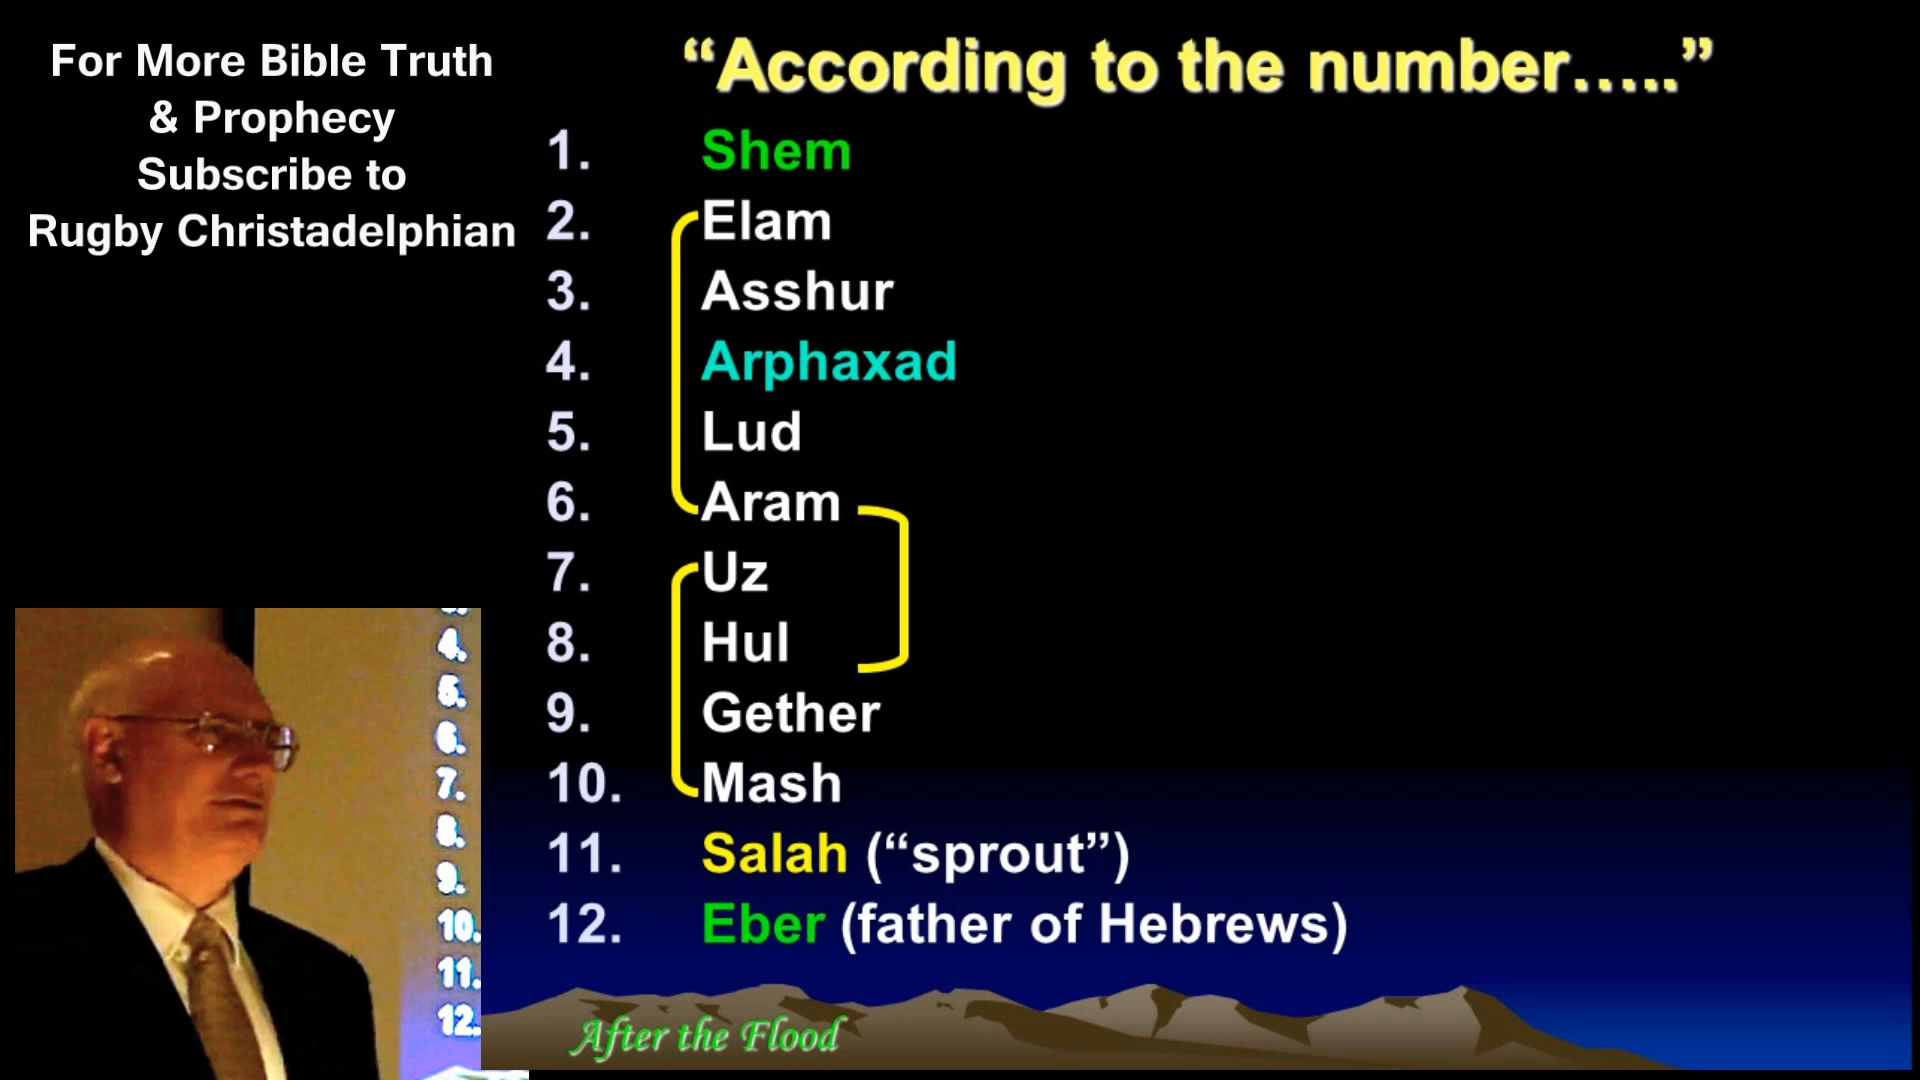 For More Bible Truth
& Prophecy
Subscribe to
Rugby Christadelphian
“According to the number…..”
1. Shem
2. Elam
3. Asshur
4. Arphaxad
5. Lud
6. Aram
7. Uz
8. Hul
9. Gether
10. Mash
11. Salah (“sprout”)
12. Eber (father of Hebrews)
After the Flood
4.
5.
6.
7.
8.
9.
10.
11.
12.